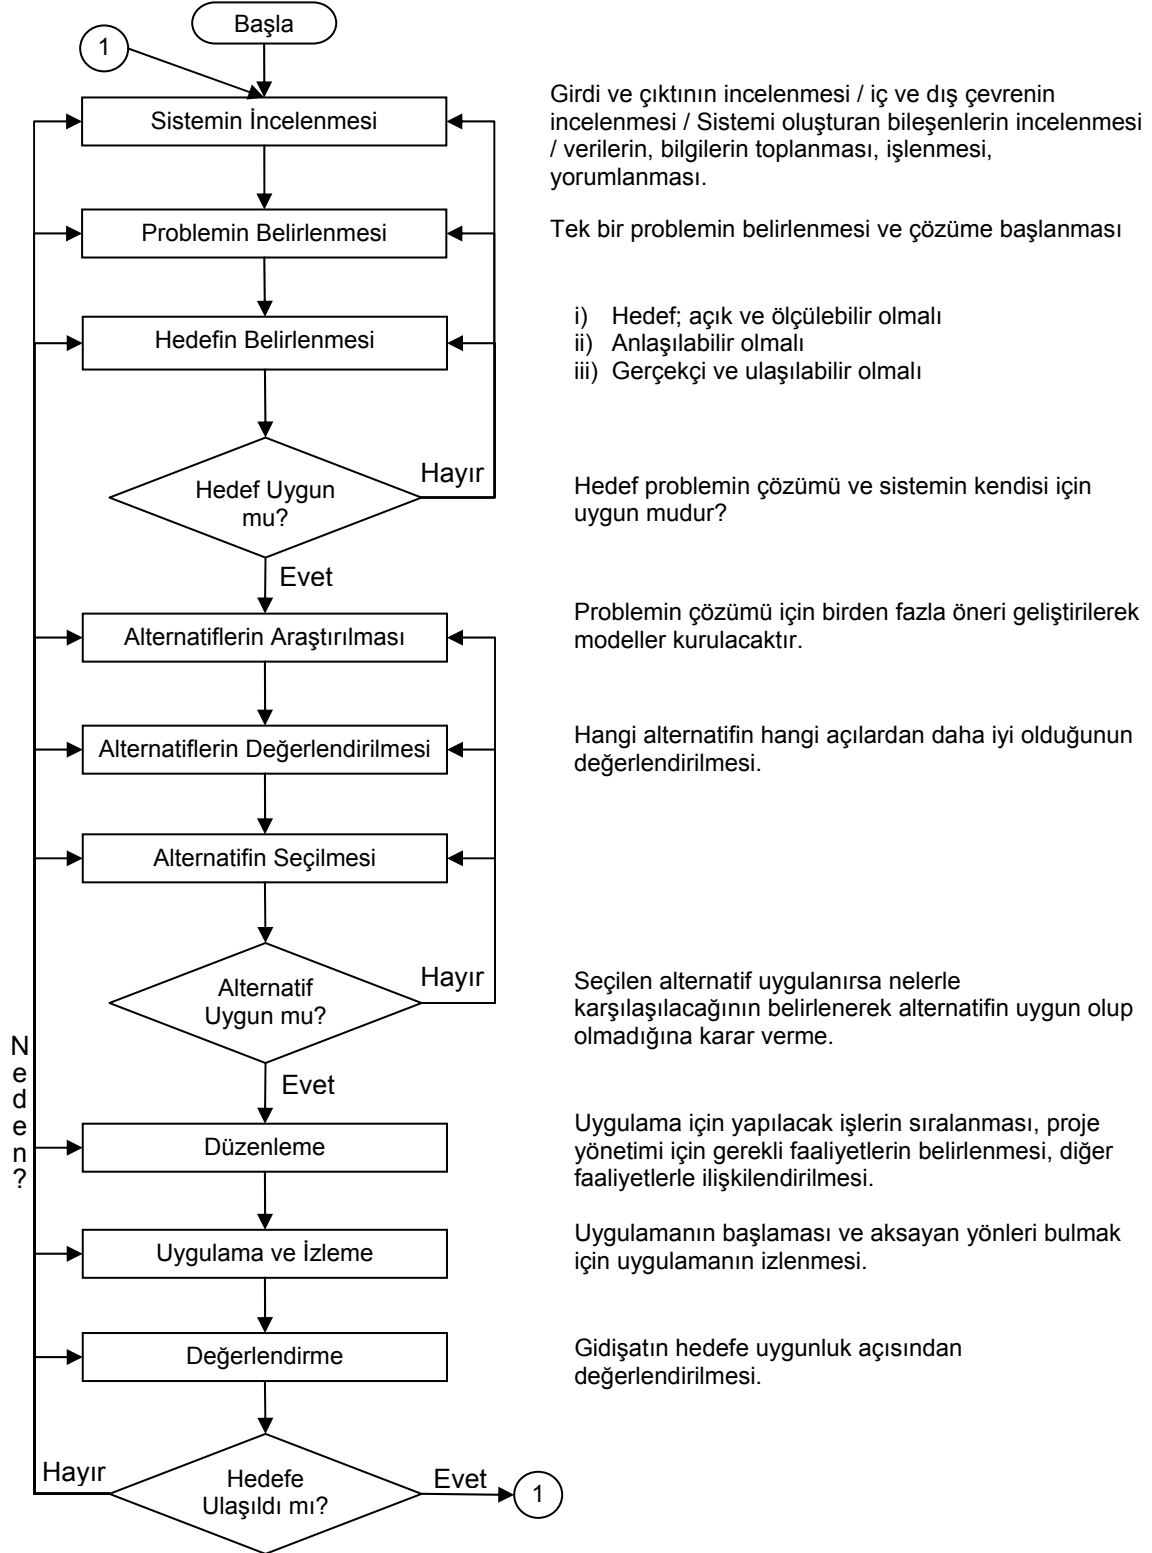 Başla
1
Sistemin İncelenmesi
Girdi ve çıktının incelenmesi / iç ve dış çevrenin
incelenmesi / Sistemi oluşturan bileşenlerin incelenmesi
/ verilerin, bilgilerin toplanması, işlenmesi,
yorumlanması.
Problemin Belirlenmesi
Tek bir problemin belirlenmesi ve çözüme başlanması
Hedefin Belirlenmesi
i) Hedef; açık ve ölçülebilir olmalı
ii) Anlaşılabilir olmalı
iii) Gerçekçi ve ulaşılabilir olmalı
Hedef Uygun
mu?
Hayır
Hedef problemin çözümü ve sistemin kendisi için
uygun mudur?
Evet
Alternatiflerin Araştırılması
Problemin çözümü için birden fazla öneri geliştirilerek
modeller kurulacaktır.
Alternatiflerin Değerlendirilmesi
Hangi alternatifin hangi açılardan daha iyi olduğunun
değerlendirilmesi.
Alternatifin Seçilmesi
Alternatif
Uygun mu?
Hayır
Seçilen alternatif uygulanırsa nelerle
karşılaşılacağının belirlenerek alternatifin uygun olup
olmadığına karar verme.
Evet
Neden?
Düzenleme
Uygulama için yapılacak işlerin sıralanması, proje
yönetimi için gerekli faaliyetlerin belirlenmesi, diğer
faaliyetlerle ilişkilendirilmesi.
Uygulama ve İzleme
Uygulamanın başlaması ve aksayan yönleri bulmak
için uygulamanın izlenmesi.
Değerlendirme
Gidişatın hedefe uygunluk açısından
değerlendirilmesi.
Hayır
Hedefe
Ulaşıldı mı?
Evet
1